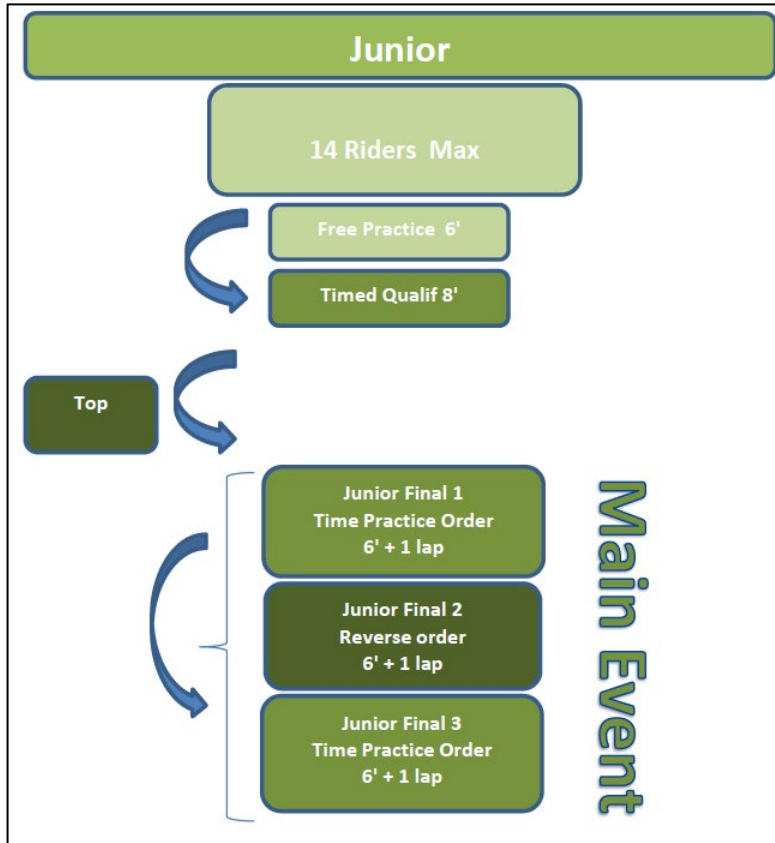 Junior
14 Riders Max
Free Practice 6'
Timed Qualif 8'
Top
Junior Final 1
Time Practice Order
6' + 1 lap
Junior Final 2
Reverse order
6' + 1 lap
Junior Final 3
Time Practice Order
6' + 1 lap
Main Event